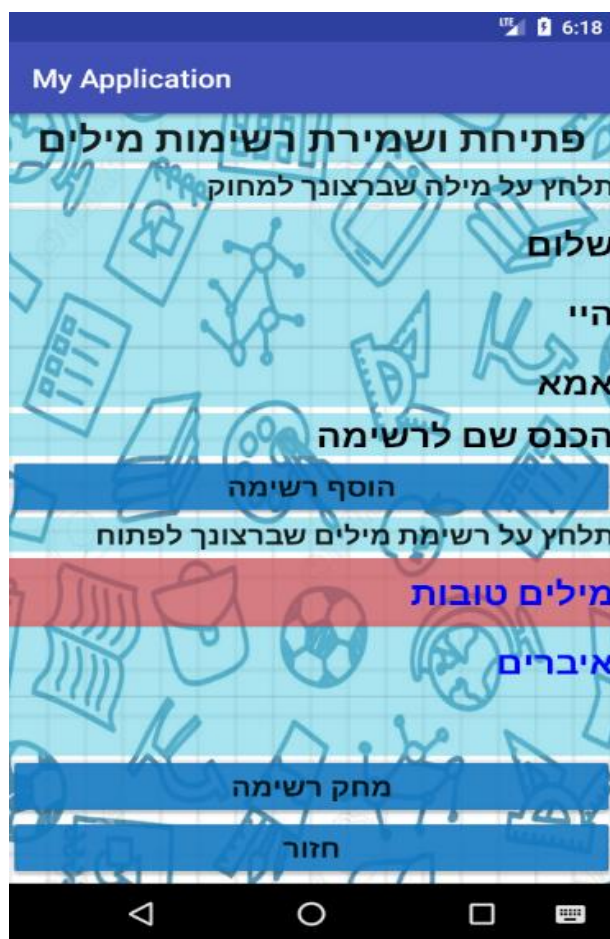 LTE 6:18
My Application
פתיחת ושמירת רשימות מילים
תלחץ על מילה שברצונך למחוק
שלום
היי
אמא
הכנס שם לרשימה
הוסף רשימה
תלחץ על רשימת מילים שברצונך לפתוח
מילים טובות
איברים
מחק רשימה
חזור